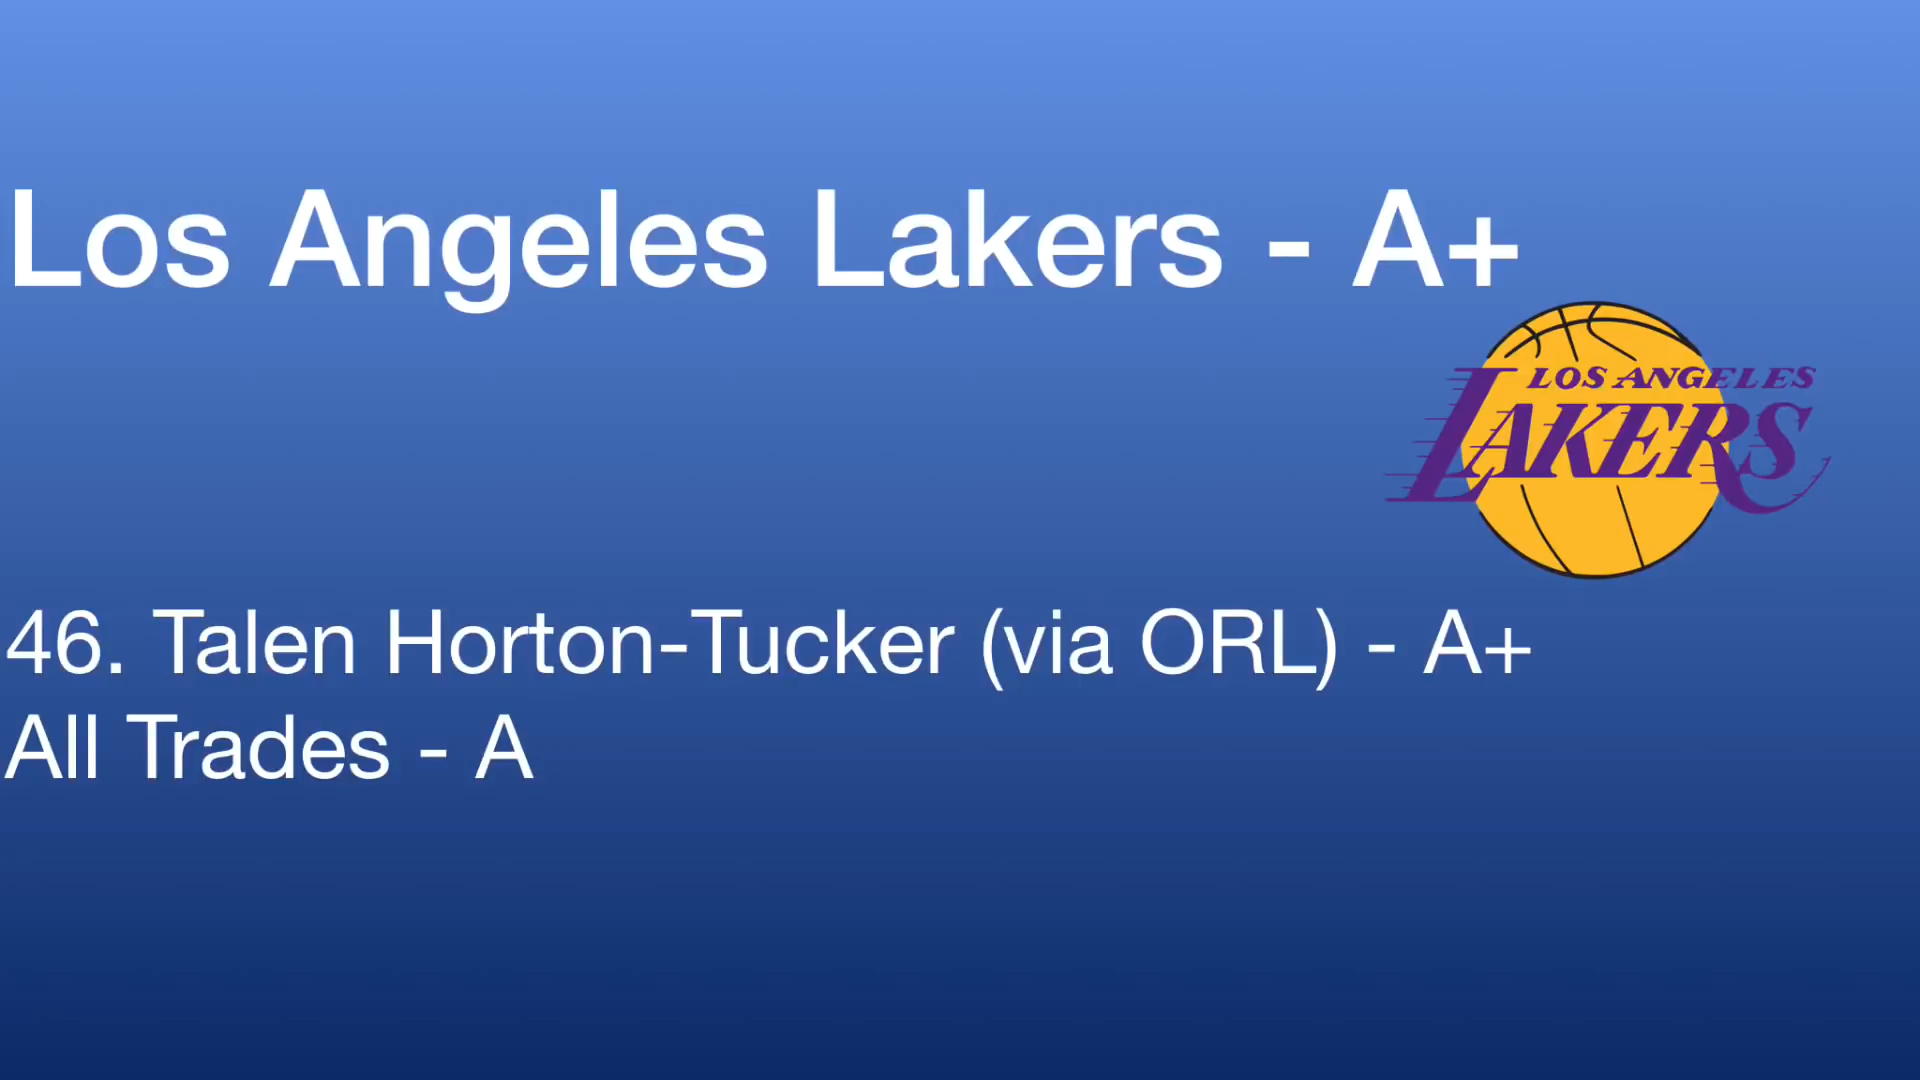 Los Angeles Lakers - A+
LOS ANGELES
LAKERS
46. Talen Horton-Tucker (via ORL) - A+
All Trades - A